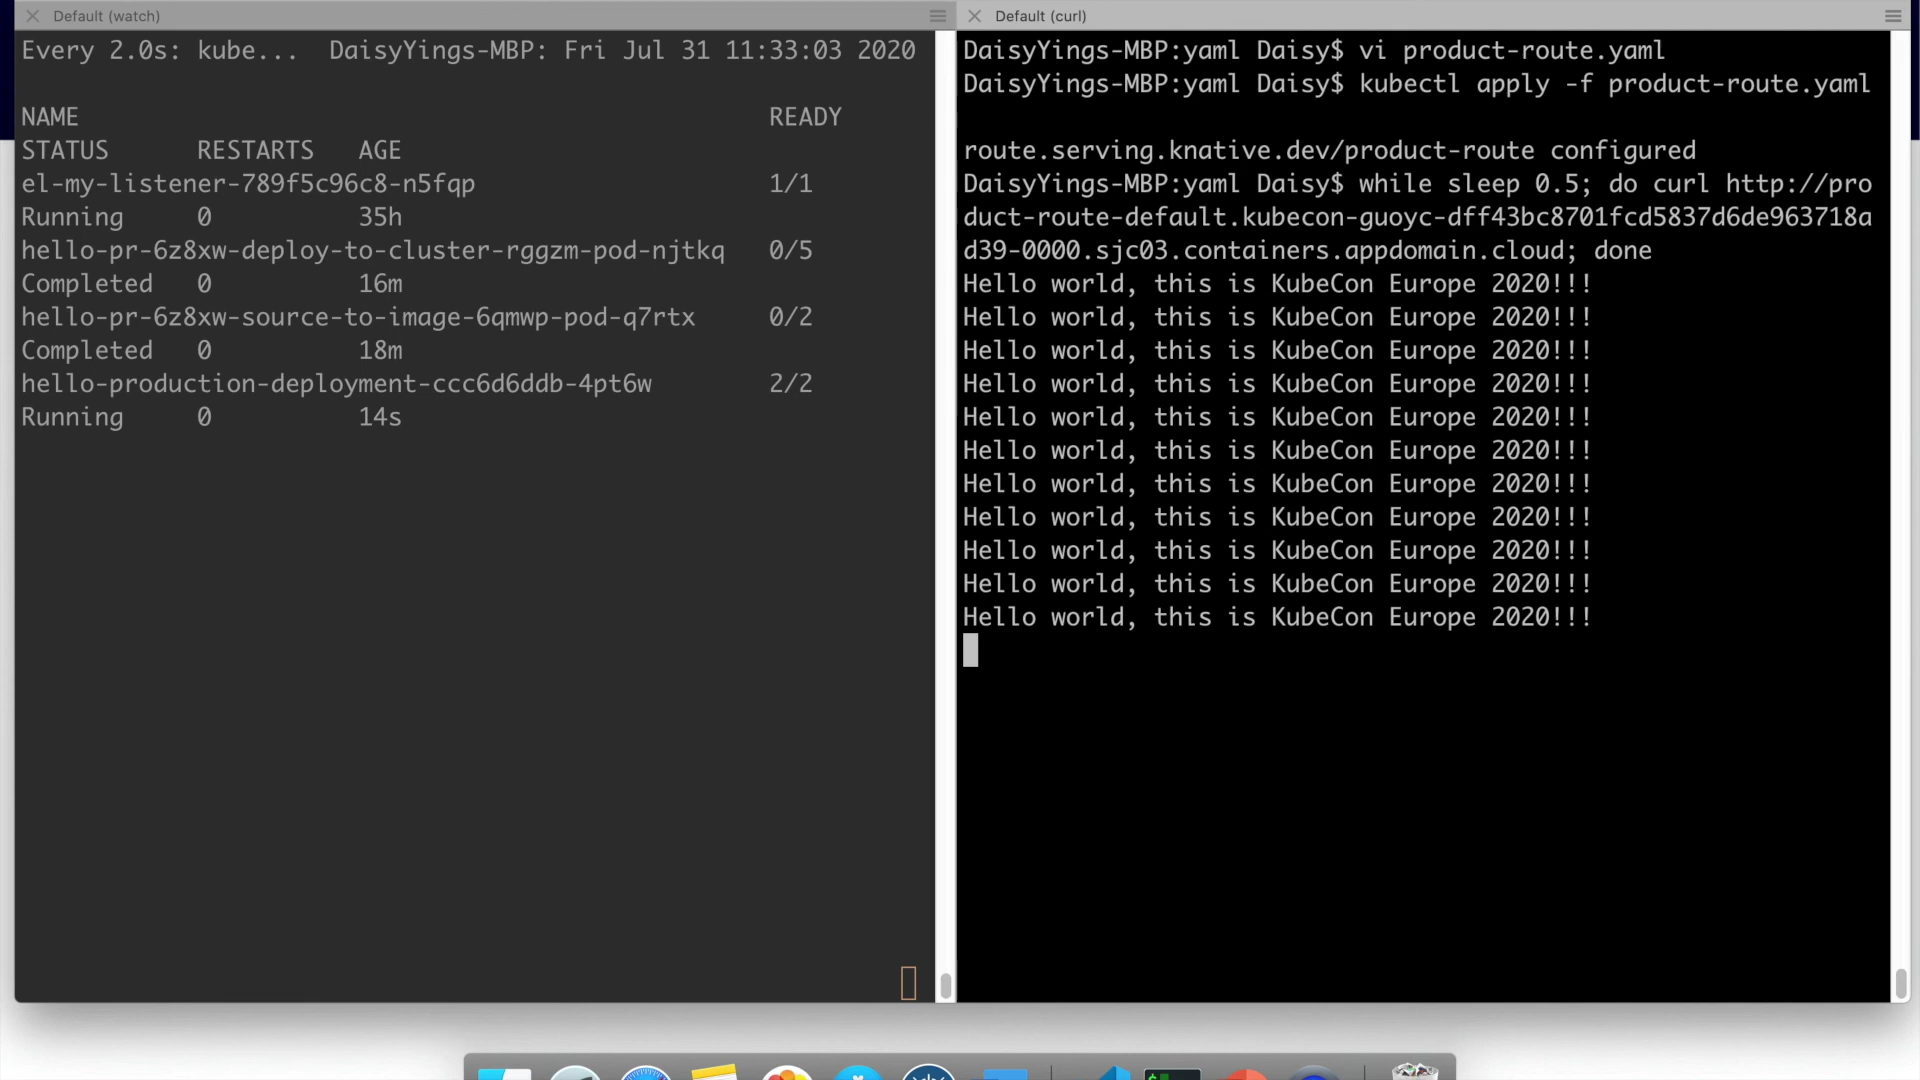 Default (watch)
Every 2.0s: kube...  DaisyYings-MBP: Fri Jul 31 11:33:03 2020
NAME READY
STATUS RESTARTS AGE
el-my-listener-789f5c96c8-n5fqp 1/1
Running 0 35h
hello-pr-6z8xw-deploy-to-cluster-rggzm-pod-njtkq 0/5
Completed 0 16m
hello-pr-6z8xw-source-to-image-6qmwp-pod-q7rtx 0/2
Completed 0 18m
hello-production-deployment-ccc6d6ddb-4pt6w 2/2
Running 0 14s
Default (curl)
DaisyYings-MBP:yaml Daisy$ vi product-route.yaml
DaisyYings-MBP:yaml Daisy$ kubectl apply -f product-route.yaml
route.serving.knative.dev/product-route configured
DaisyYings-MBP:yaml Daisy$ while sleep 0.5; do curl http://pro
duct-route-default.kubecon-guoyc-dff43bc8701fcd5837d6de963718a
d39-0000.sjc03.containers.appdomain.cloud; done
Hello world, this is KubeCon Europe 2020!!!
Hello world, this is KubeCon Europe 2020!!!
Hello world, this is KubeCon Europe 2020!!!
Hello world, this is KubeCon Europe 2020!!!
Hello world, this is KubeCon Europe 2020!!!
Hello world, this is KubeCon Europe 2020!!!
Hello world, this is KubeCon Europe 2020!!!
Hello world, this is KubeCon Europe 2020!!!
Hello world, this is KubeCon Europe 2020!!!
Hello world, this is KubeCon Europe 2020!!!
Hello world, this is KubeCon Europe 2020!!!